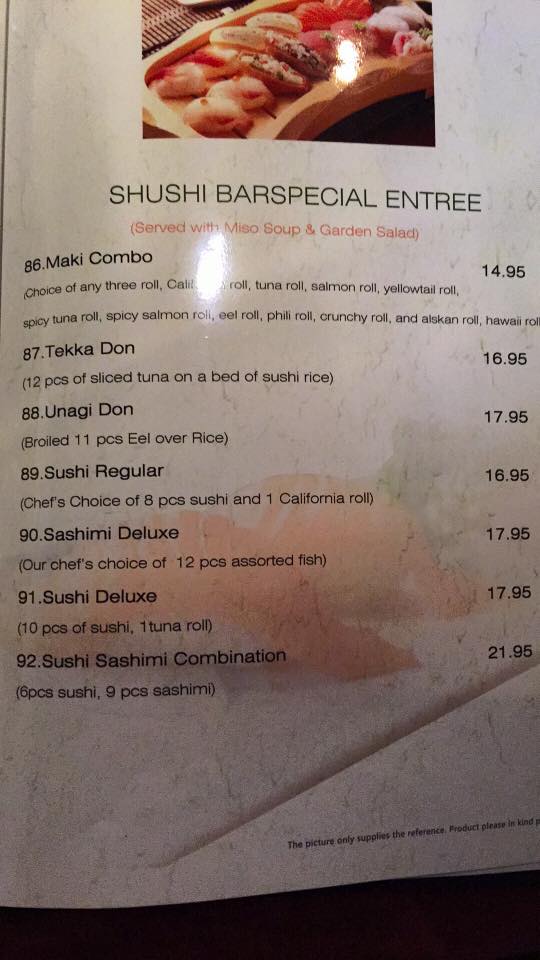 SHUSHI BARSPECIAL ENTREE
(Served with Miso Soup & Garden Salad)
86.Maki Combo 14.95
(Choice of any three roll, roll, tuna roll, salmon roll, yellowtail roll,
spicy tuna roll, spicy salmon roll, eel roll, phili roll, crunchy roll, and alskan roll, hawaii roll
87.Tekka Don 16.95
(12 pcs of sliced tuna on a bed of sushi rice)
88.Unagi Don 17.95
(Broiled 11 pcs Eel over Rice)
89.Sushi Regular 16.95
(Chef's Choice of 8 pcs sushi and 1 California roll)
90.Sashimi Deluxe 17.95
(Our chef's choice of 12 pcs assorted fish)
91.Sushi Deluxe 17.95
(10 pcs of sushi, 1tuna roll)
92.Sushi Sashimi Combination 21.95
(6pcs sushi, 9 pcs sashimi)
The picture only supplies the reference. Product please in kind